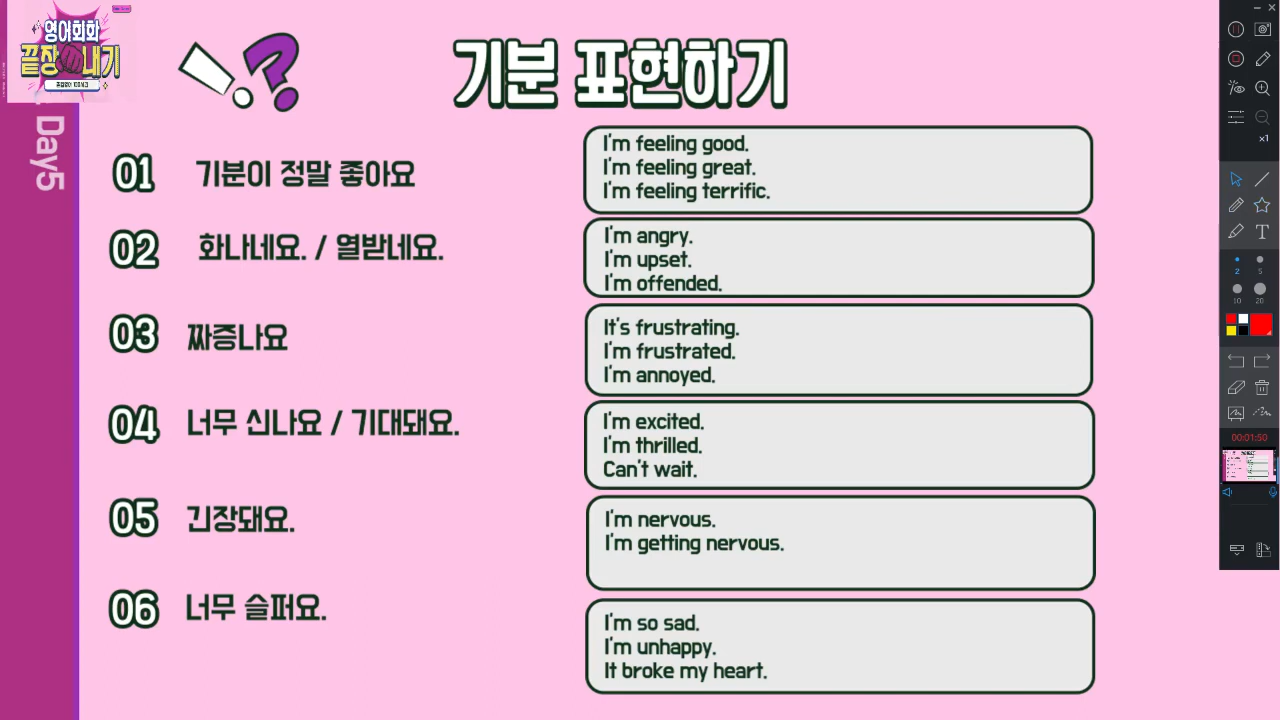 영어회화
끝장내기
Day5
!?
기분 표현하기
01 기분이 정말 좋아요
I'm feeling good.
I'm feeling great.
I'm feeling terrific.
02 화나네요. / 열받네요.
I'm angry.
I'm upset.
I'm offended.
03 짜증나요
It's frustrating.
I'm frustrated.
I'm annoyed.
04 너무 신나요 / 기대돼요.
I'm excited.
I'm thrilled.
Can't wait.
05 긴장돼요.
I'm nervous.
I'm getting nervous.
06 너무 슬퍼요.
I'm so sad.
I'm unhappy.
It broke my heart.
x1
T
2 5
10 20
00:01:50